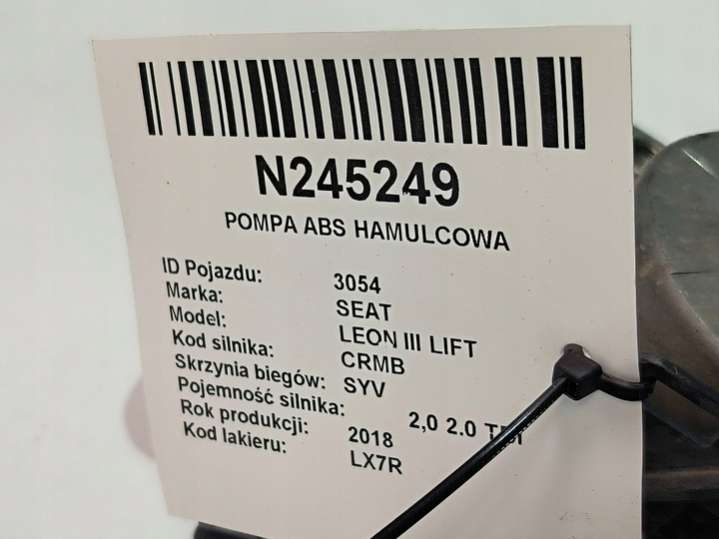 N245249
POMPA ABS HAMULCOWA
ID Pojazdu: 3054
Marka: SEAT
Model: LEON III LIFT
Kod silnika: CRMB
Skrzynia biegów: SYV
Pojemność silnika: 2,0 2.0 TDI
Rok produkcji: 2018
Kod lakieru: LX7R